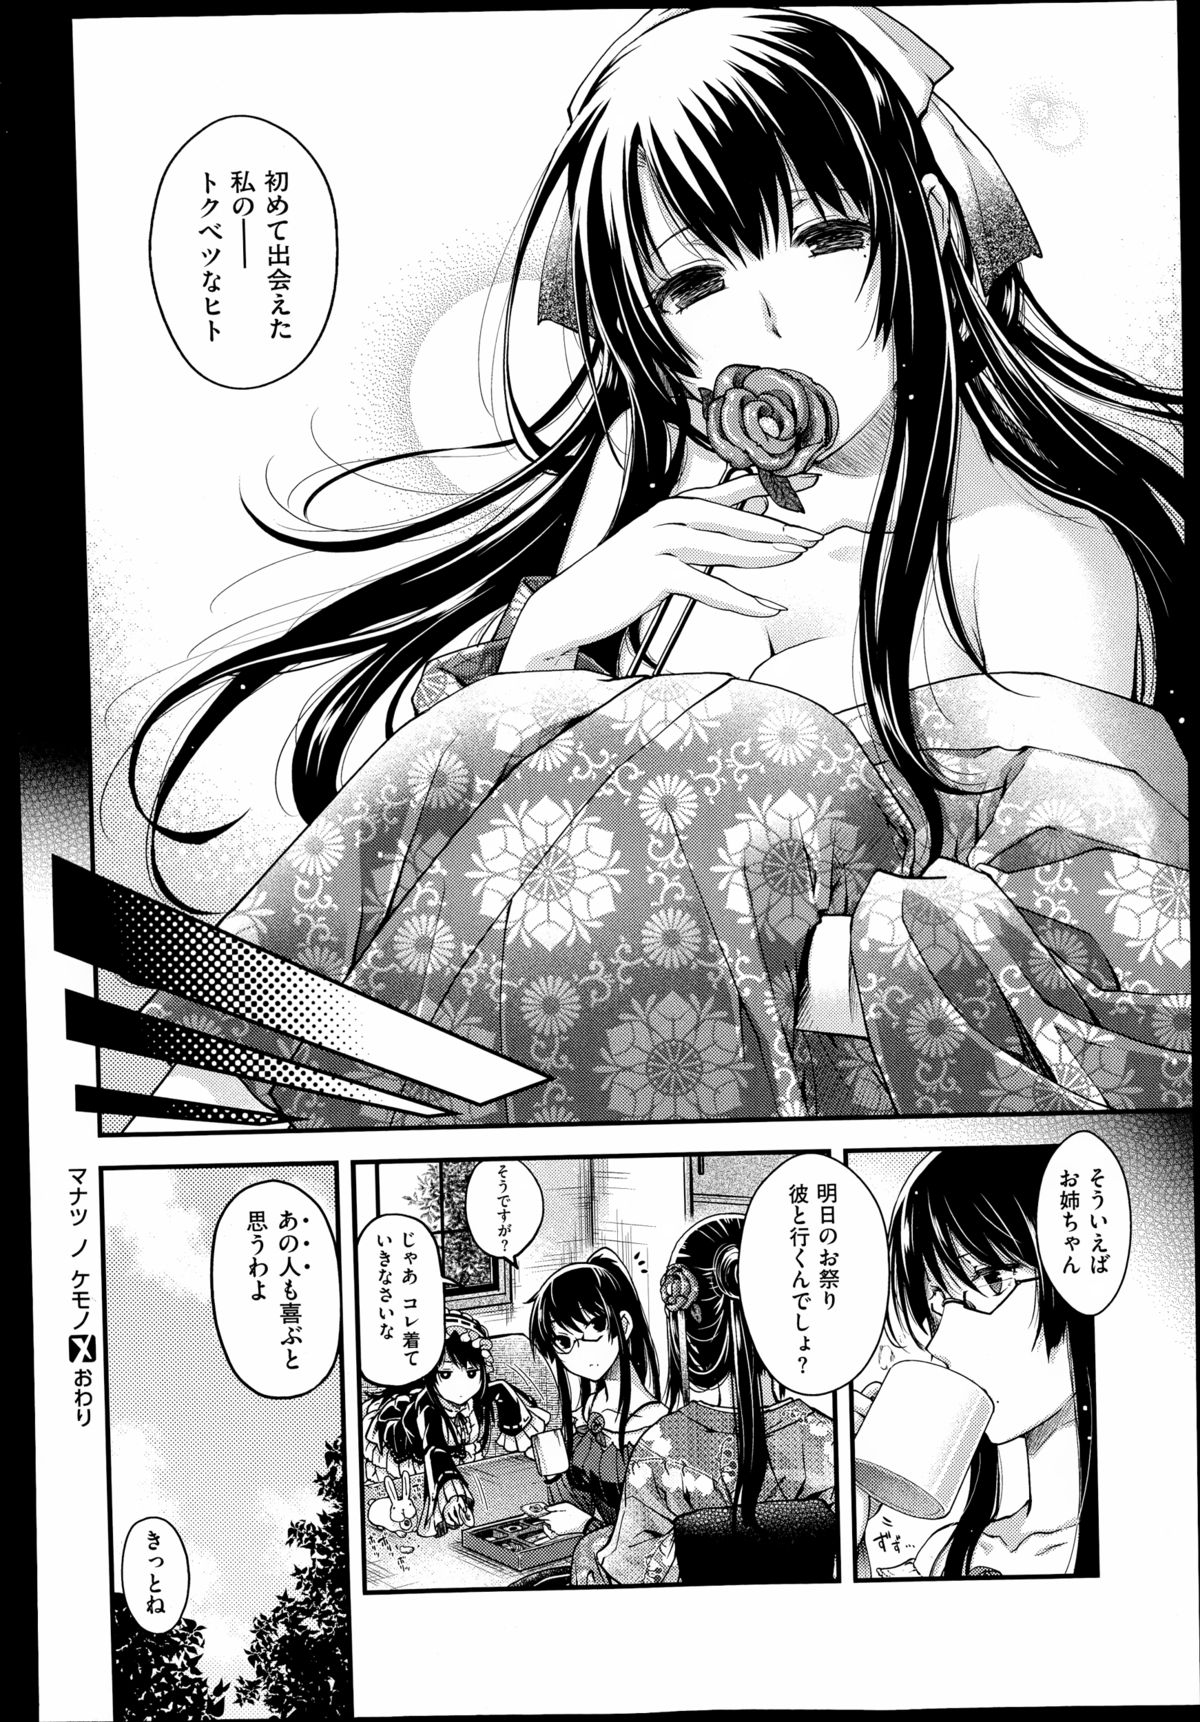 初めて出会えた
私の――
トクベツなヒト
そういえば
お姉ちゃん
ずず…
明日のお祭り
彼と行くんでしょ?
そうですが?
じゃあ コレ着て
いきなさいな
あの人も喜ぶと
思うわよ
きっとね
マナツ ノ ケモノ X おわり